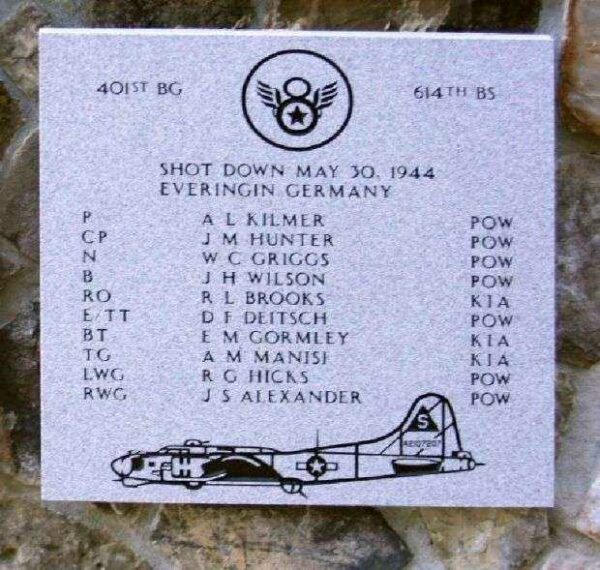 401ST BG 614TH BS
SHOT DOWN MAY 30, 1944
EVERINGIN GERMANY
P A L KILMER POW
CP J M HUNTER POW
N W C GRIGGS POW
B J H WILSON POW
RO R L BROOKS KIA
E/TT D F DEITSCH POW
BT E M GORMLEY KIA
TG A M MANISI KIA
LWG R G HICKS POW
RWG J S ALEXANDER POW
S